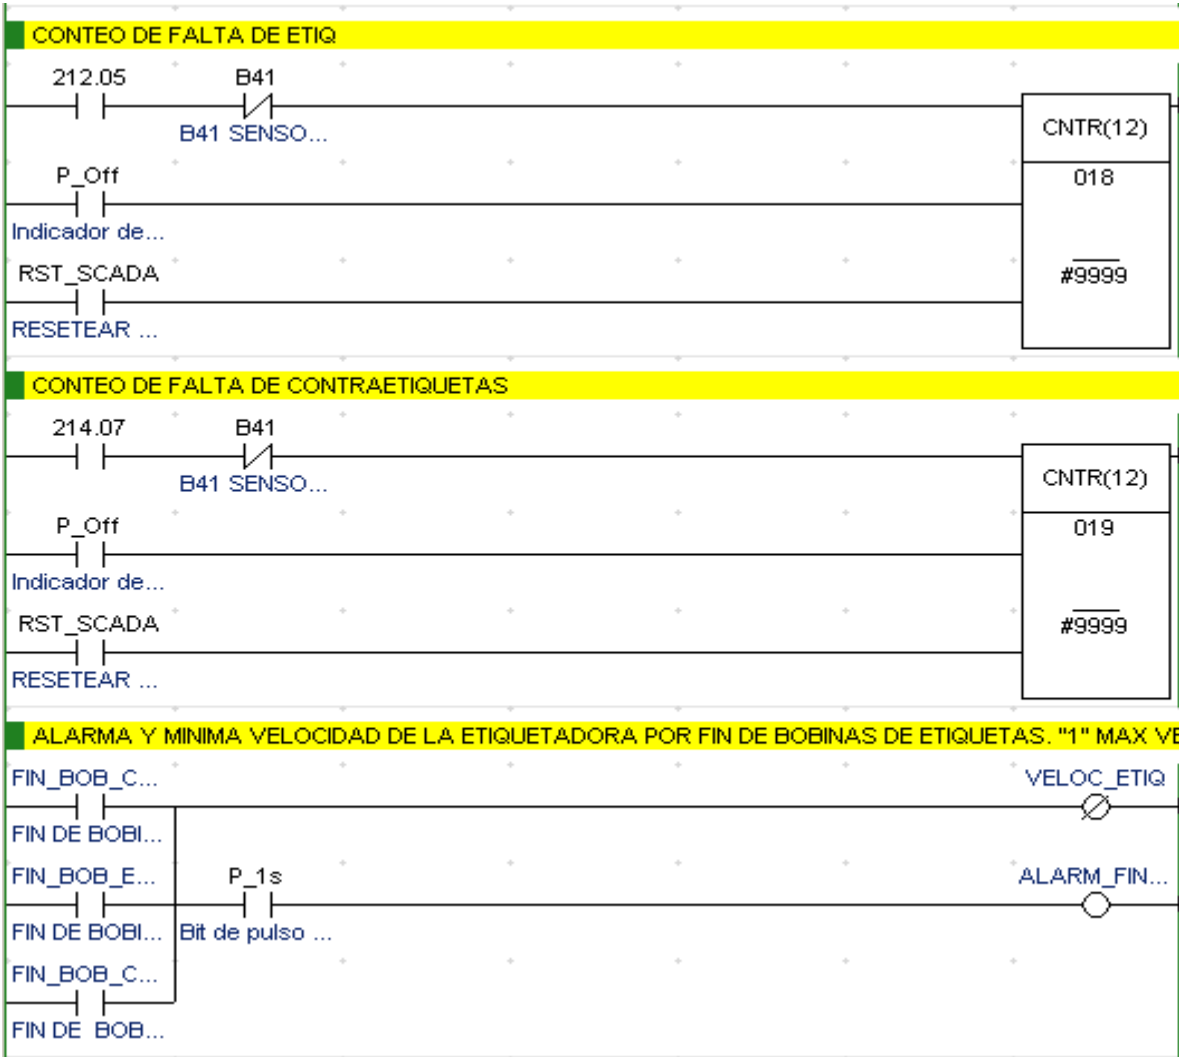 CONTEO DE FALTA DE ETIQ
212.05 B41
B41 SENSO...
CNTR(12)
P_Off
018
Indicador de...
RST_SCADA
#9999
RESETEAR ...
CONTEO DE FALTA DE CONTRAETIQUETAS
214.07 B41
B41 SENSO...
CNTR(12)
P_Off
019
Indicador de...
RST_SCADA
#9999
RESETEAR ...
ALARMA Y MINIMA VELOCIDAD DE LA ETIQUETADORA POR FIN DE BOBINAS DE ETIQUETAS. "1" MAX VE
FIN_BOB_C... VELOC_ETIQ
FIN DE BOBI...
FIN_BOB_E... P_1s ALARM_FIN...
FIN DE BOBI... Bit de pulso ...
FIN_BOB_C...
FIN DE BOB...